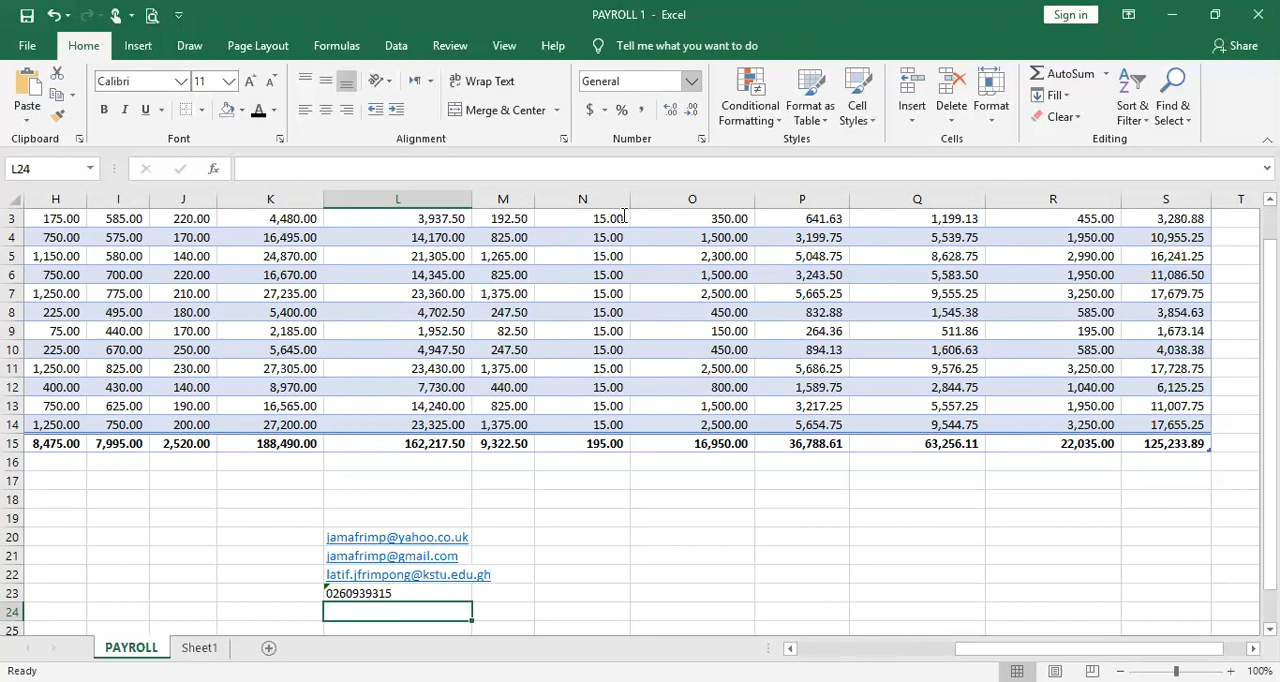 PAYROLL 1 - Excel
Sign in
File Home Insert Draw Page Layout Formulas Data Review View Help Tell me what you want to do Share
Paste
Clipboard
Calibri 11
B I U
Font
Wrap Text
Merge & Center
Alignment
General
$ % ,
Number
Conditional Formatting
Format as Table
Cell Styles
Styles
Insert Delete Format
Cells
AutoSum
Fill
Clear
Sort & Filter
Find & Select
Editing
L24
fx
H I J K L M N O P Q R S T
3 175.00 585.00 220.00 4,480.00 3,937.50 192.50 15.00 350.00 641.63 1,199.13 455.00 3,280.88
4 750.00 575.00 170.00 16,495.00 14,170.00 825.00 15.00 1,500.00 3,199.75 5,539.75 1,950.00 10,955.25
5 1,150.00 580.00 140.00 24,870.00 21,305.00 1,265.00 15.00 2,300.00 5,048.75 8,628.75 2,990.00 16,241.25
6 750.00 700.00 220.00 16,670.00 14,345.00 825.00 15.00 1,500.00 3,243.50 5,583.50 1,950.00 11,086.50
7 1,250.00 775.00 210.00 27,235.00 23,360.00 1,375.00 15.00 2,500.00 5,665.25 9,555.25 3,250.00 17,679.75
8 225.00 495.00 180.00 5,400.00 4,702.50 247.50 15.00 450.00 832.88 1,545.38 585.00 3,854.63
9 75.00 440.00 170.00 2,185.00 1,952.50 82.50 15.00 150.00 264.36 511.86 195.00 1,673.14
10 225.00 670.00 250.00 5,645.00 4,947.50 247.50 15.00 450.00 894.13 1,606.63 585.00 4,038.38
11 1,250.00 825.00 230.00 27,305.00 23,430.00 1,375.00 15.00 2,500.00 5,686.25 9,576.25 3,250.00 17,728.75
12 400.00 430.00 140.00 8,970.00 7,730.00 440.00 15.00 800.00 1,589.75 2,844.75 1,040.00 6,125.25
13 750.00 625.00 190.00 16,565.00 14,240.00 825.00 15.00 1,500.00 3,217.25 5,557.25 1,950.00 11,007.75
14 1,250.00 750.00 200.00 27,200.00 23,325.00 1,375.00 15.00 2,500.00 5,654.75 9,544.75 3,250.00 17,655.25
15 8,475.00 7,995.00 2,520.00 188,490.00 162,217.50 9,322.50 195.00 16,950.00 36,788.61 63,256.11 22,035.00 125,233.89
16
17
18
19
20 jamafrimp@yahoo.co.uk
21 jamafrimp@gmail.com
22 latif.jfrimpong@kstu.edu.gh
23 0260939315
24
25
PAYROLL Sheet1
Ready
100%